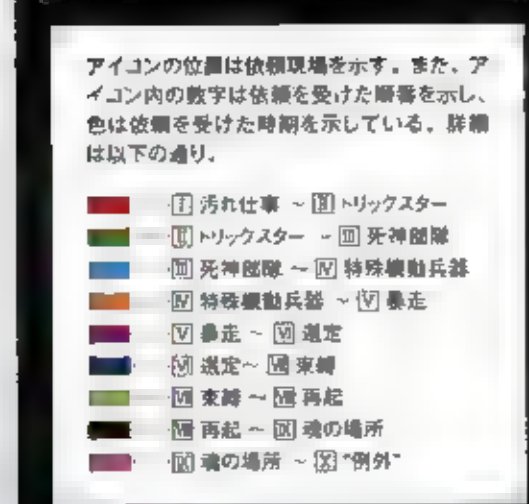 アイコンの位置は依頼現場を示す。また、ア
イコン内の数字は依頼を受けた順番を示し、
色は依頼を受けた時期を示している。詳細
は以下の通り。
Ⅰ 汚れ仕事 ~ Ⅱ トリックスター
Ⅱ トリックスター ~ Ⅲ 死神部隊
Ⅲ 死神部隊 ~ Ⅳ 特殊機動兵器
Ⅳ 特殊機動兵器 ~ Ⅴ 暴走
Ⅴ 暴走 ~ Ⅵ 選定
Ⅵ 選定~ Ⅶ 束縛
Ⅶ 束縛 ~ Ⅷ 再起
Ⅷ 再起 ~ Ⅸ 魂の場所
Ⅸ 魂の場所 ~ Ⅹ "例外"